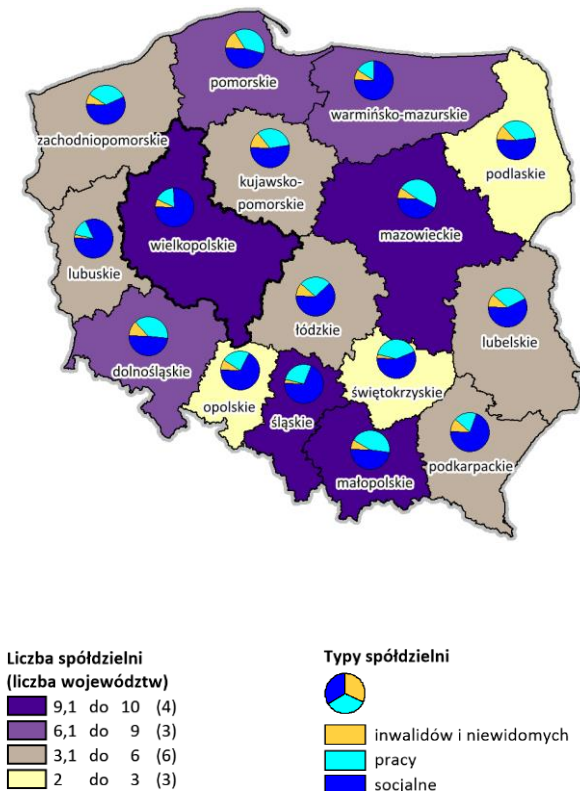 pomorskie
warmińsko-mazurskie
zachodniopomorskie
podlaskie
kujawsko-
pomorskie
wielkopolskie
mazowieckie
lubuskie
łódzkie
lubelskie
dolnośląskie
opolskie
świętokrzyskie
śląskie
małopolskie
podkarpackie
Liczba spółdzielni
(liczba województw)
9,1 do 10 (4)
6,1 do 9 (3)
3,1 do 6 (6)
2 do 3 (3)
Typy spółdzielni
inwalidów i niewidomych
pracy
socjalne